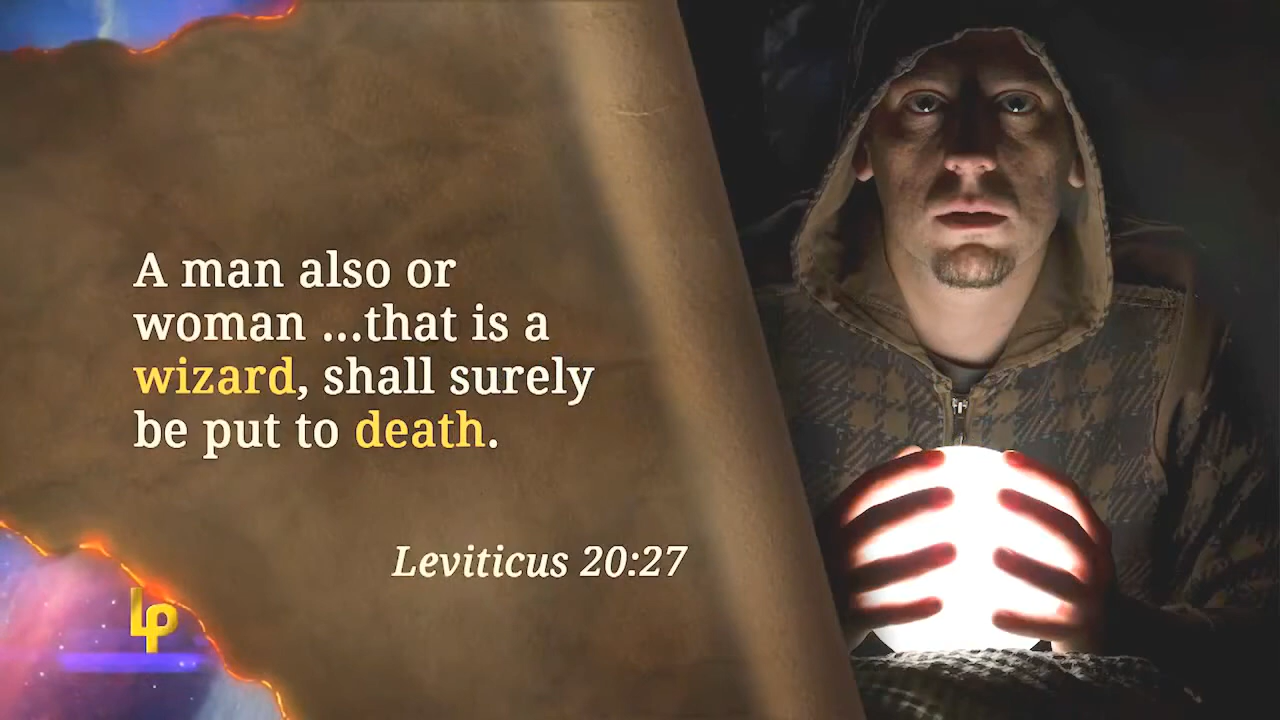 A man also or
woman ...that is a
wizard, shall surely
be put to death.
Leviticus 20:27
LP